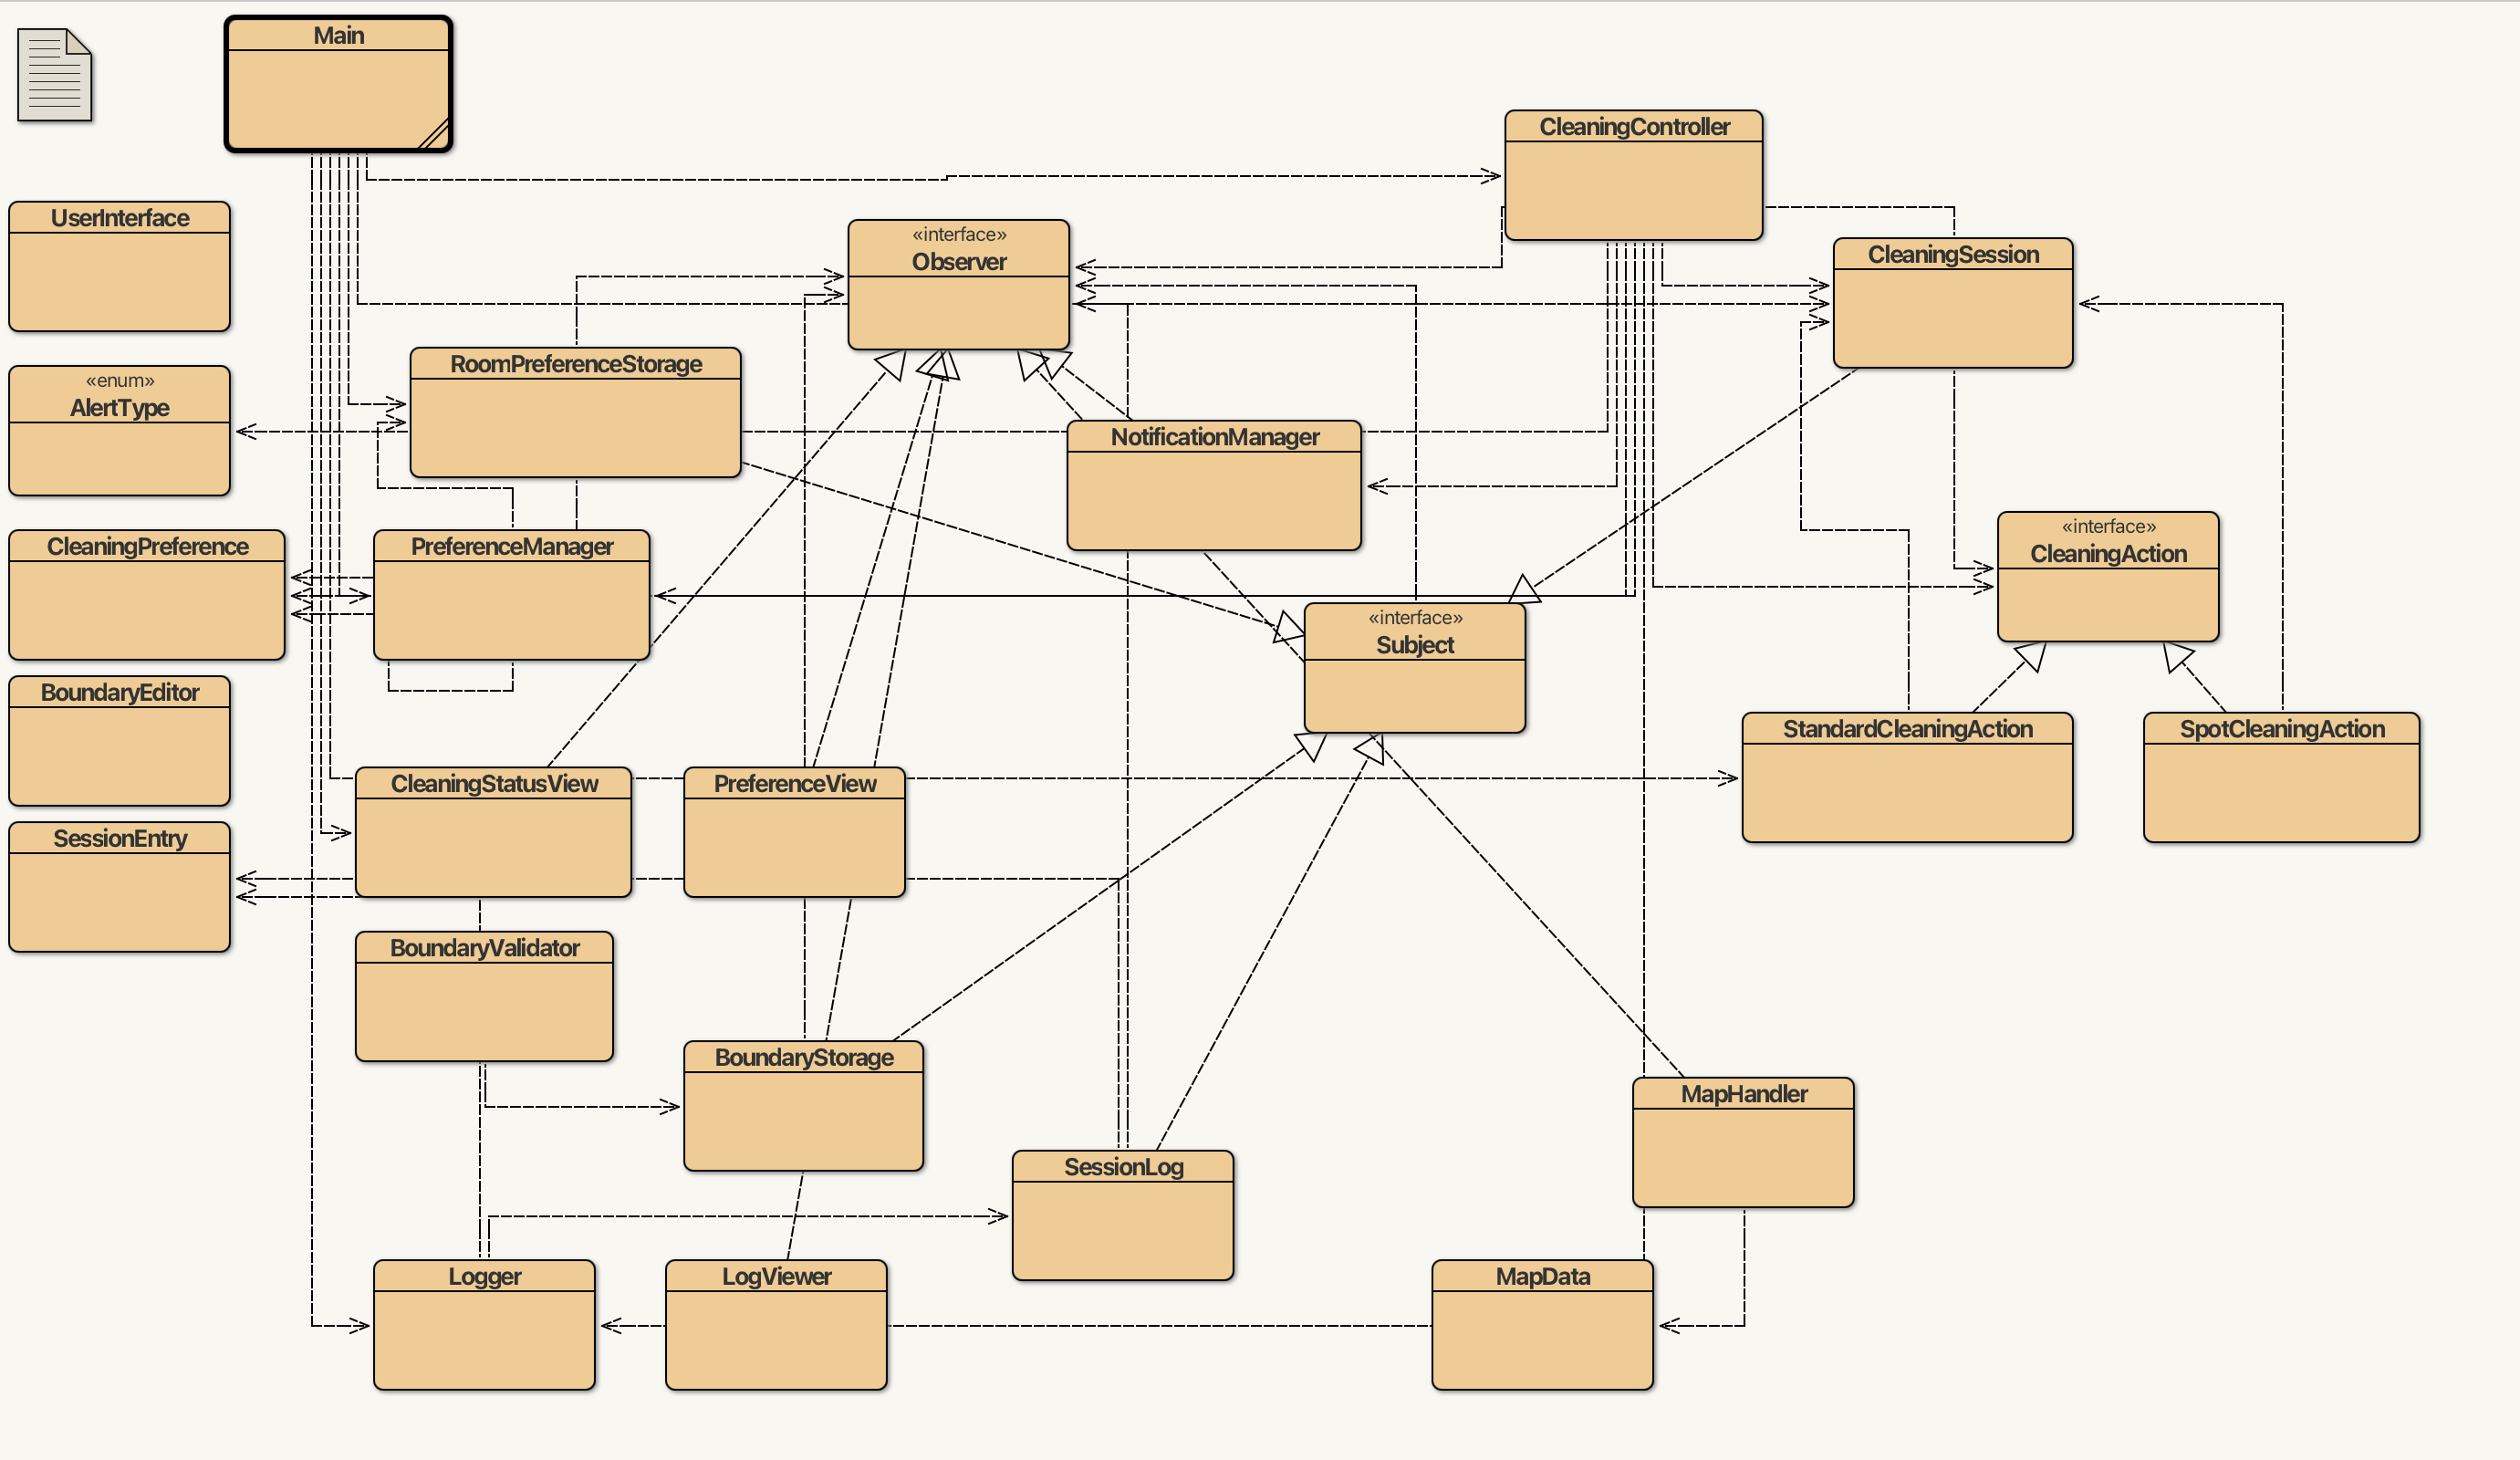 Main
CleaningController
UserInterface
«interface»
Observer
CleaningSession
RoomPreferenceStorage
«enum»
AlertType
NotificationManager
«interface»
CleaningAction
CleaningPreference
PreferenceManager
«interface»
Subject
BoundaryEditor
StandardCleaningAction
SpotCleaningAction
CleaningStatusView
PreferenceView
SessionEntry
BoundaryValidator
BoundaryStorage
MapHandler
SessionLog
Logger
LogViewer
MapData